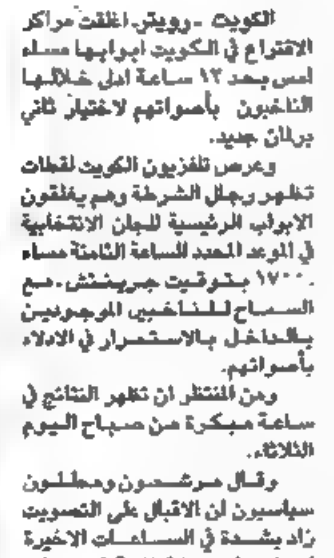 الكويت - رويتر - اغلقت مراكز
الاقتراع في الكويت ابوابها مساء
امس بعد ١٢ ساعة ادلى خلالها
الناخبون بأصواتهم لاختيار ثاني
برلمان جديد.
وعرض تلفزيون الكويت لقطات
تظهر رجال الشرطة وهم يغلقون
الابواب الرئيسية للجان الانتخابية
في الموعد المحدد الساعة الثامنة مساء
١٧٠٠ بتوقيت جرينتش - مع
السماح للناخبين الموجودين
بالداخل بالاستمرار في الادلاء
بأصواتهم.
ومن المنتظر ان تظهر النتائج في
ساعة مبكرة من صباح اليوم
الثلاثاء.
وقال مرشحون ومحللون
سياسيون ان الاقبال على التصويت
زاد بشدة في الساعات الاخيرة